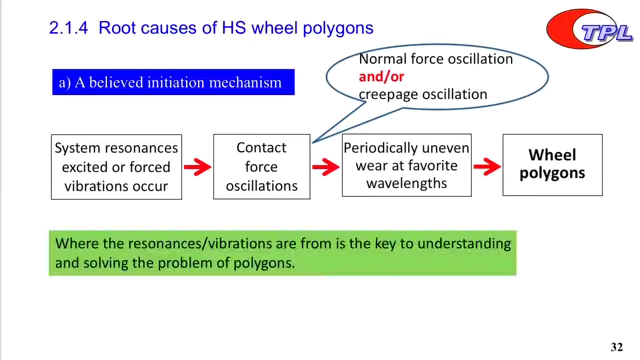 2.1.4 Root causes of HS wheel polygons
TPL
Normal force oscillation
and/or
creepage oscillation
a) A believed initiation mechanism
System resonances
excited or forced
vibrations occur
Contact
force
oscillations
Periodically uneven
wear at favorite
wavelengths
Wheel
polygons
Where the resonances/vibrations are from is the key to understanding
and solving the problem of polygons.
32